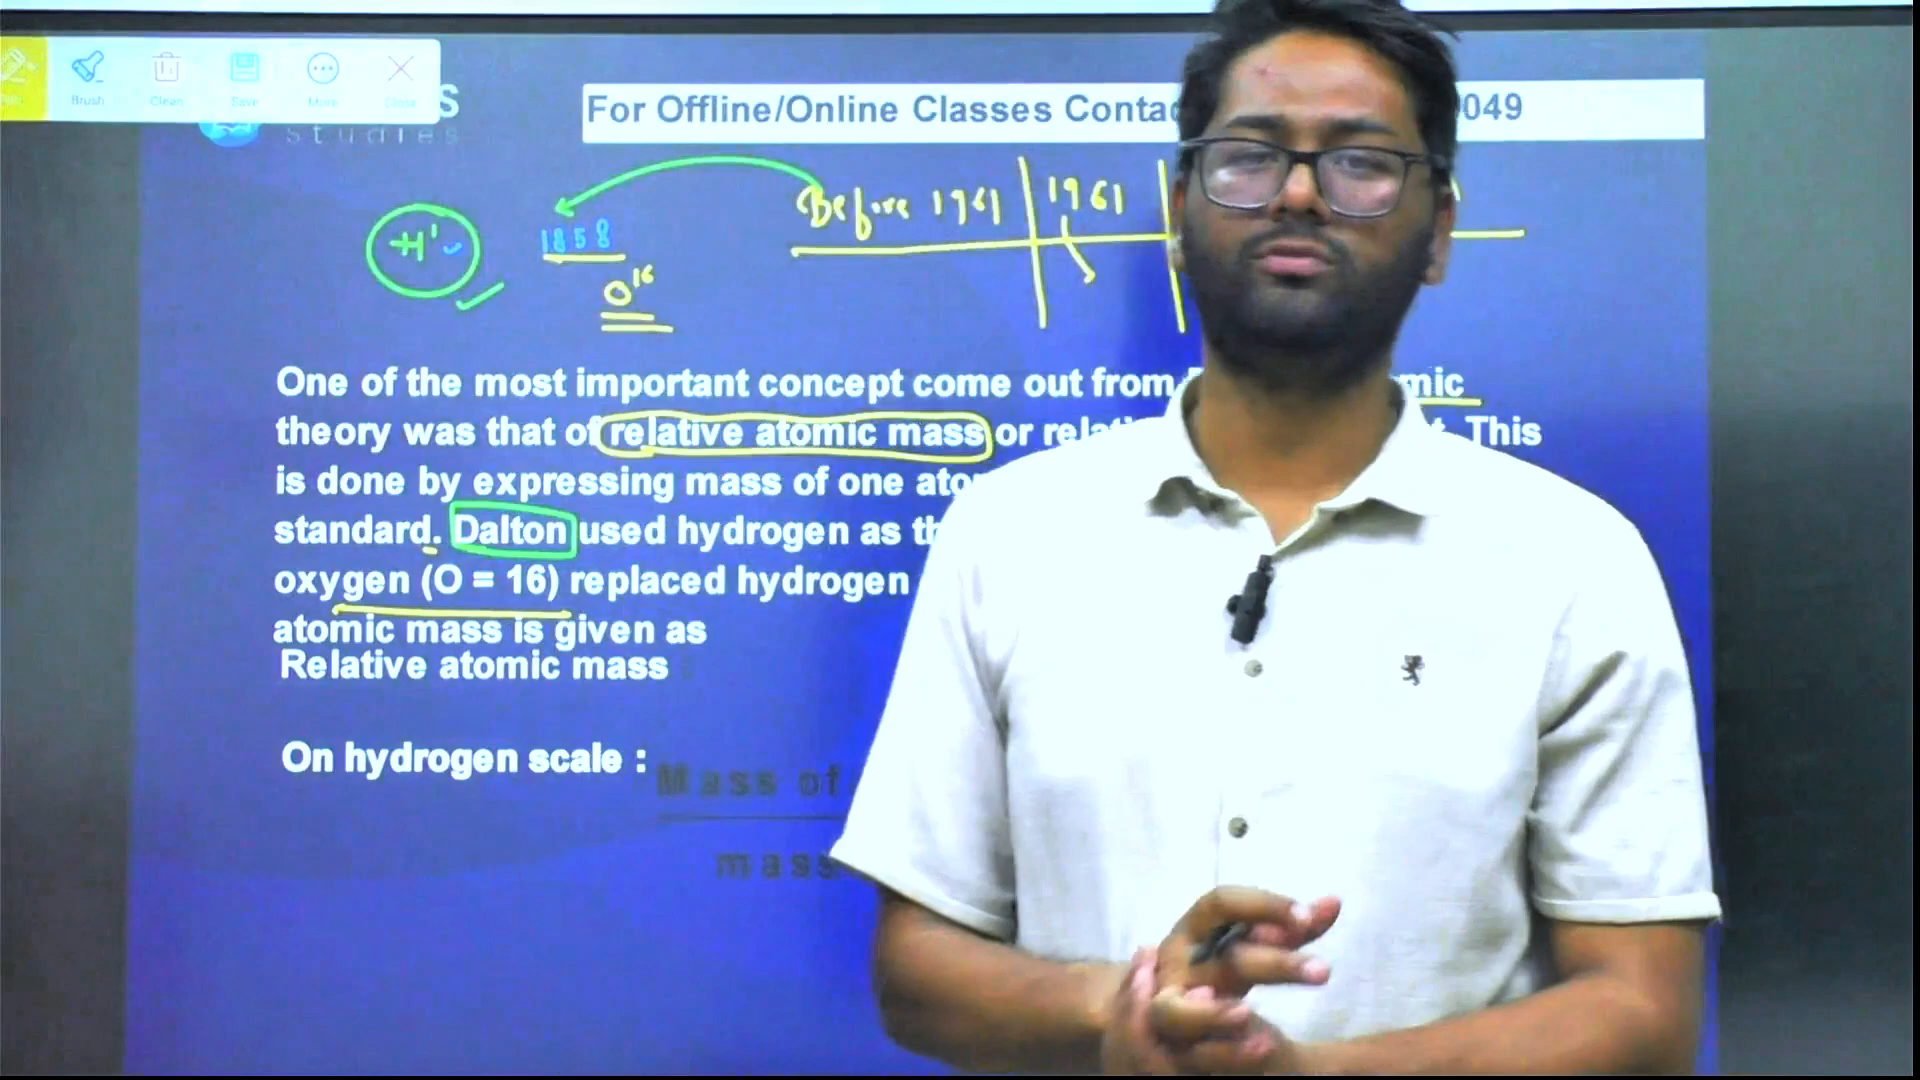 Brush Clean Save More Close
S
Studies
For Offline/Online Classes Conta 049
Before 1961 1961
H¹ 1858
O¹⁶
One of the most important concept come out from mic
theory was that of relative atomic mass or relati This
is done by expressing mass of one ato
standard. Dalton used hydrogen as th
oxygen (O = 16) replaced hydrogen
atomic mass is given as
Relative atomic mass
On hydrogen scale :
Mass of
mass